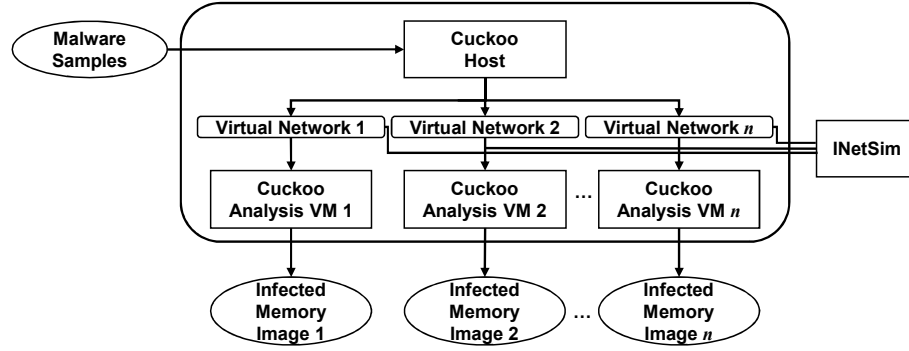 Malware
Samples
Cuckoo
Host
Virtual Network 1
Virtual Network 2
Virtual Network n
INetSim
Cuckoo
Analysis VM 1
Cuckoo
Analysis VM 2
...
Cuckoo
Analysis VM n
Infected
Memory
Image 1
Infected
Memory
Image 2
...
Infected
Memory
Image n